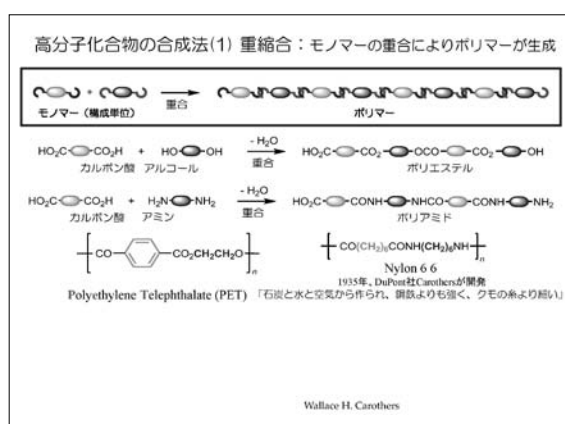 高分子化合物の合成法(1) 重縮合：モノマーの重合によりポリマーが生成
+ 重合
モノマー（構成単位） ポリマー
HO₂C CO₂H + HO OH - H₂O 重合 HO₂C CO₂ OCO CO₂ OH
カルボン酸 アルコール ポリエステル
HO₂C CO₂H + H₂N NH₂ - H₂O 重合 HO₂C CONH NHCO CONH NH₂
カルボン酸 アミン ポリアミド
CO CO₂CH₂CH₂O n
CO(CH₂)₆CONH(CH₂)₆NH n
Nylon 6 6
1935年、DuPont社Carothersが開発
Polyethylene Telephthalate (PET) 「石炭と水と空気から作られ、鋼鉄よりも強く、クモの糸より細い」
Wallace H. Carothers